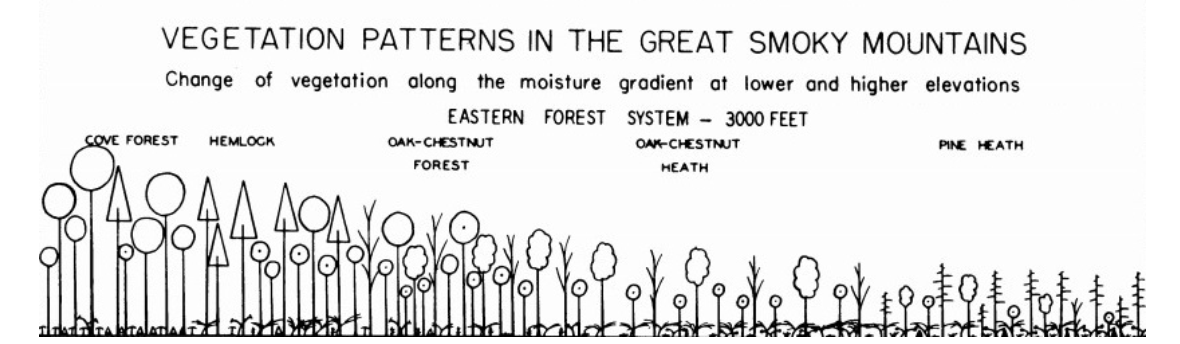 VEGETATION PATTERNS IN THE GREAT SMOKY MOUNTAINS
Change of vegetation along the moisture gradient at lower and higher elevations
EASTERN FOREST SYSTEM – 3000 FEET
COVE FOREST HEMLOCK OAK-CHESTNUT OAK-CHESTNUT PINE HEATH
FOREST HEATH